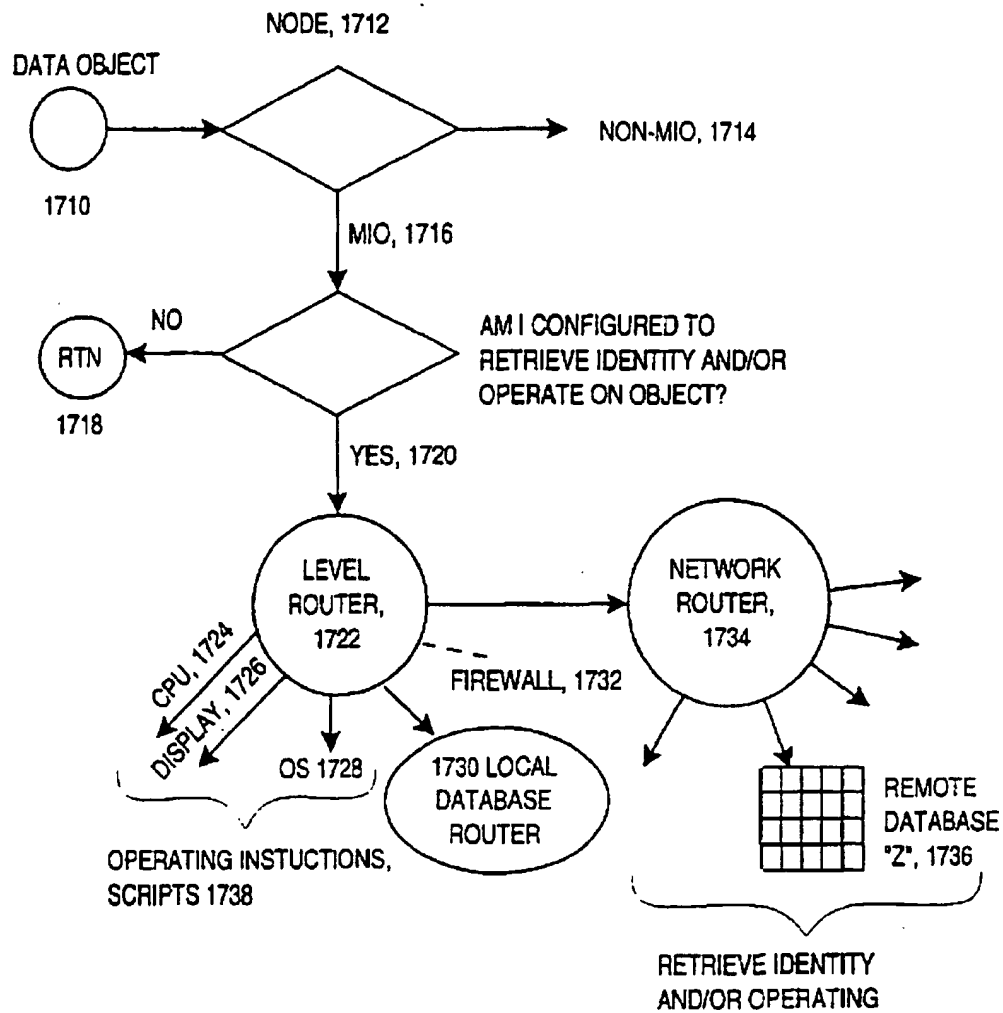 NODE, 1712
DATA OBJECT
NON-MIO, 1714
1710
MIO, 1716
NO
RTN
1718
AM I CONFIGURED TO
RETRIEVE IDENTITY AND/OR
OPERATE ON OBJECT?
YES, 1720
LEVEL
ROUTER,
1722
NETWORK
ROUTER,
1734
CPU, 1724
DISPLAY, 1726
FIREWALL, 1732
OS 1728
1730 LOCAL
DATABASE
ROUTER
REMOTE
DATABASE
"Z", 1736
OPERATING INSTUCTIONS,
SCRIPTS 1738
RETRIEVE IDENTITY
AND/OR OPERATING